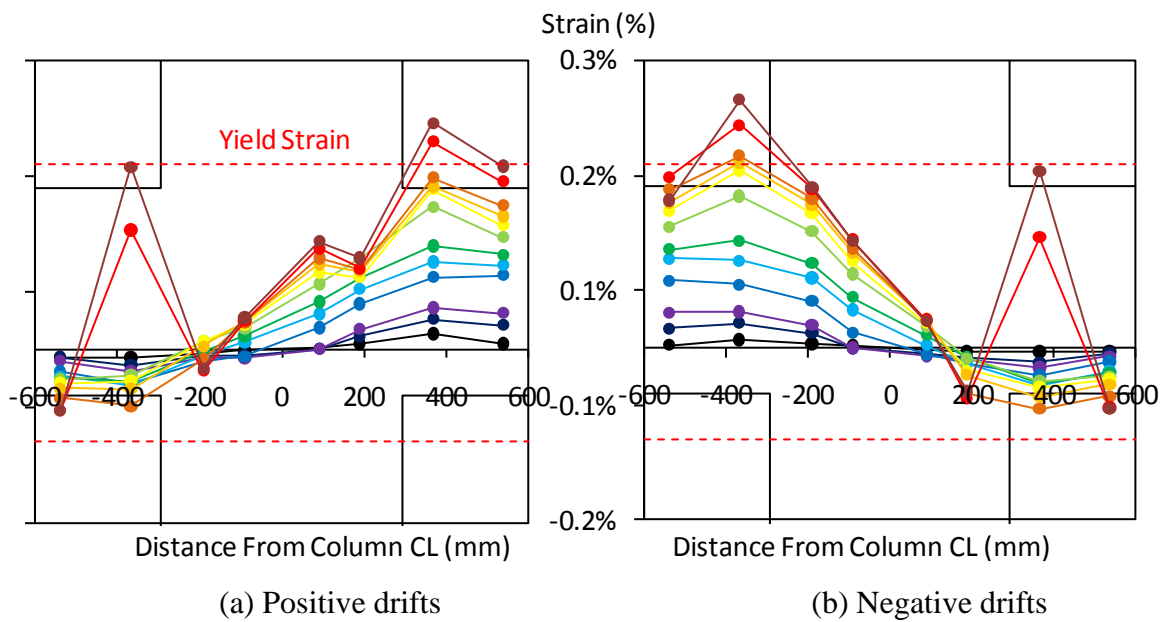 Strain (%)
0.3%
Yield Strain
0.2%
0.1%
-600 -400 -200 0 200 400 600
-600 -400 -200 0 200 400 600
-0.1%
-0.2%
Distance From Column CL (mm)
Distance From Column CL (mm)
(a) Positive drifts
(b) Negative drifts